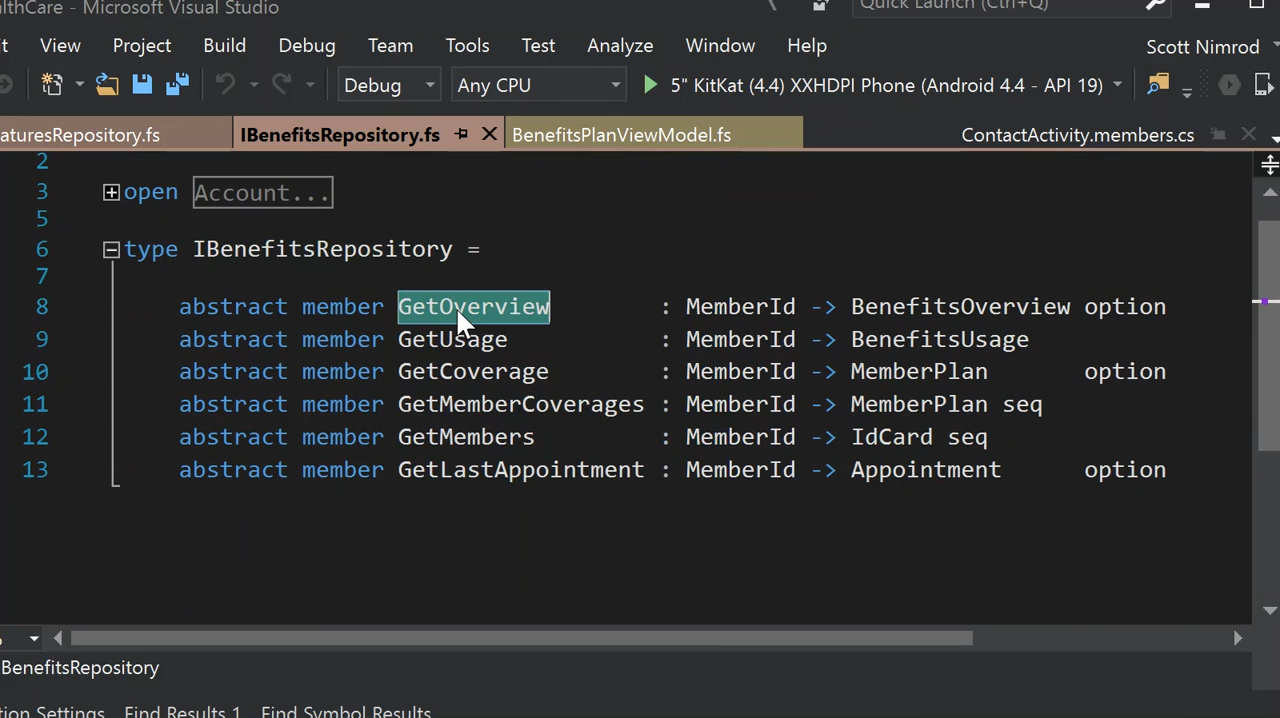 lthCare - Microsoft Visual Studio
Quick Launch (Ctrl+Q)
it View Project Build Debug Team Tools Test Analyze Window Help Scott Nimrod
Debug Any CPU 5" KitKat (4.4) XXHDPI Phone (Android 4.4 - API 19)
aturesRepository.fs IBenefitsRepository.fs BenefitsPlanViewModel.fs ContactActivity.members.cs
2
3 open Account...
5
6 type IBenefitsRepository =
7
8 abstract member GetOverview : MemberId -> BenefitsOverview option
9 abstract member GetUsage : MemberId -> BenefitsUsage
10 abstract member GetCoverage : MemberId -> MemberPlan option
11 abstract member GetMemberCoverages : MemberId -> MemberPlan seq
12 abstract member GetMembers : MemberId -> IdCard seq
13 abstract member GetLastAppointment : MemberId -> Appointment option
BenefitsRepository
tion Settings Find Results 1 Find Symbol Results